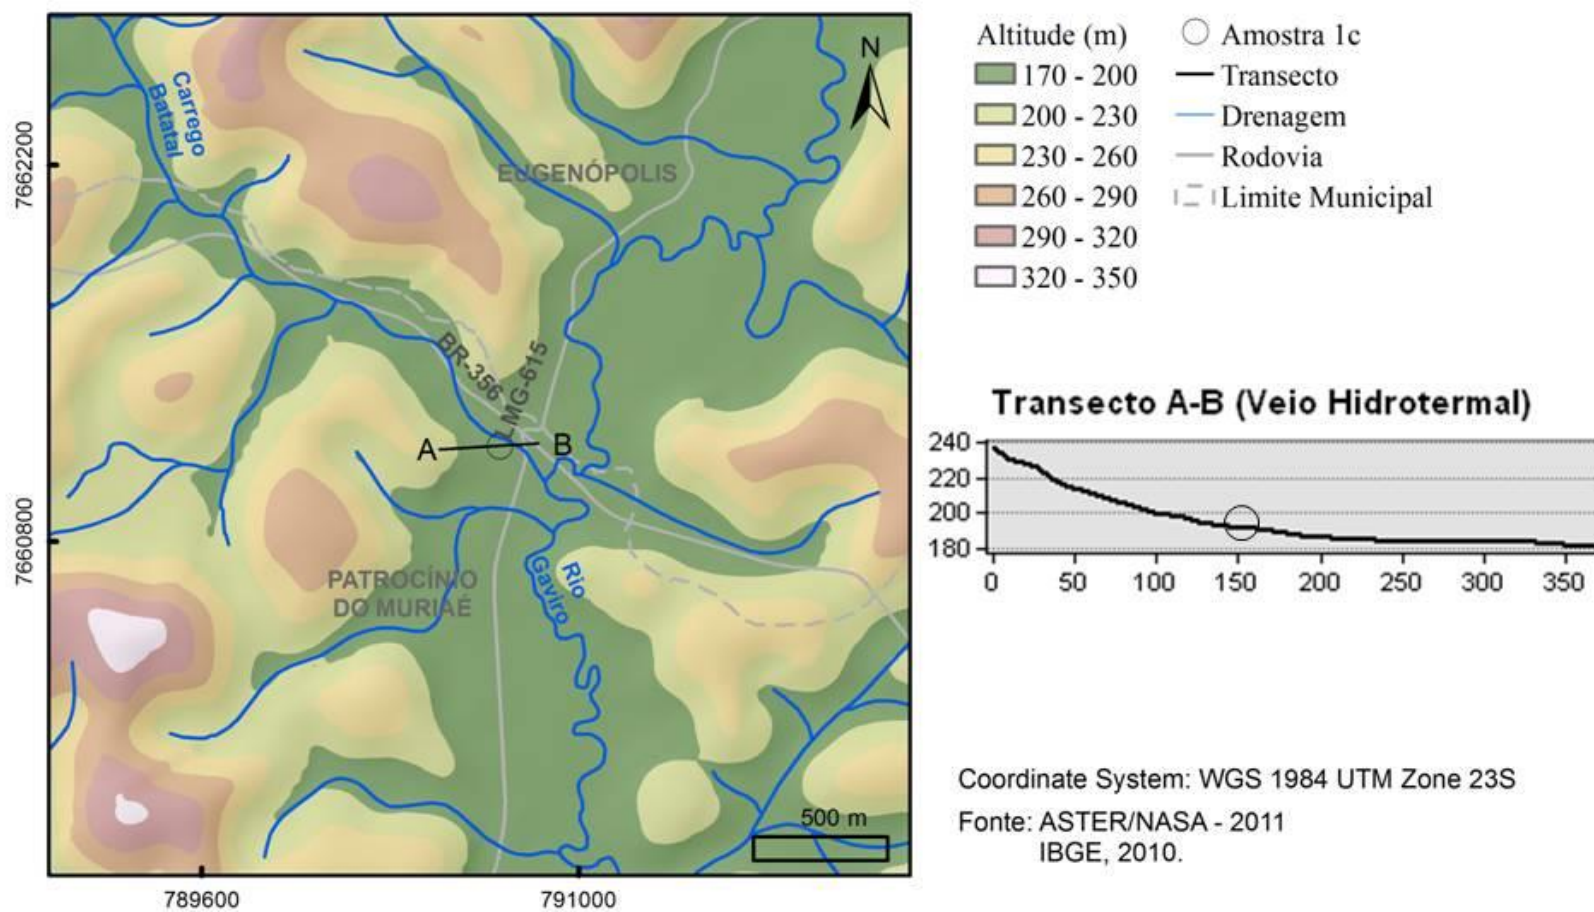 7662200
7660800
789600
791000
Carrego
Batatal
N
EUGENÓPOLIS
BR-356
LMG-615
A
B
PATROCÍNIO
DO MURIAÉ
Rio
Gaviro
500 m
Altitude (m)
170 - 200
200 - 230
230 - 260
260 - 290
290 - 320
320 - 350
Amostra 1c
Transecto
Drenagem
Rodovia
Limite Municipal
Transecto A-B (Veio Hidrotermal)
240
220
200
180
0 50 100 150 200 250 300 350
Coordinate System: WGS 1984 UTM Zone 23S
Fonte: ASTER/NASA - 2011
IBGE, 2010.